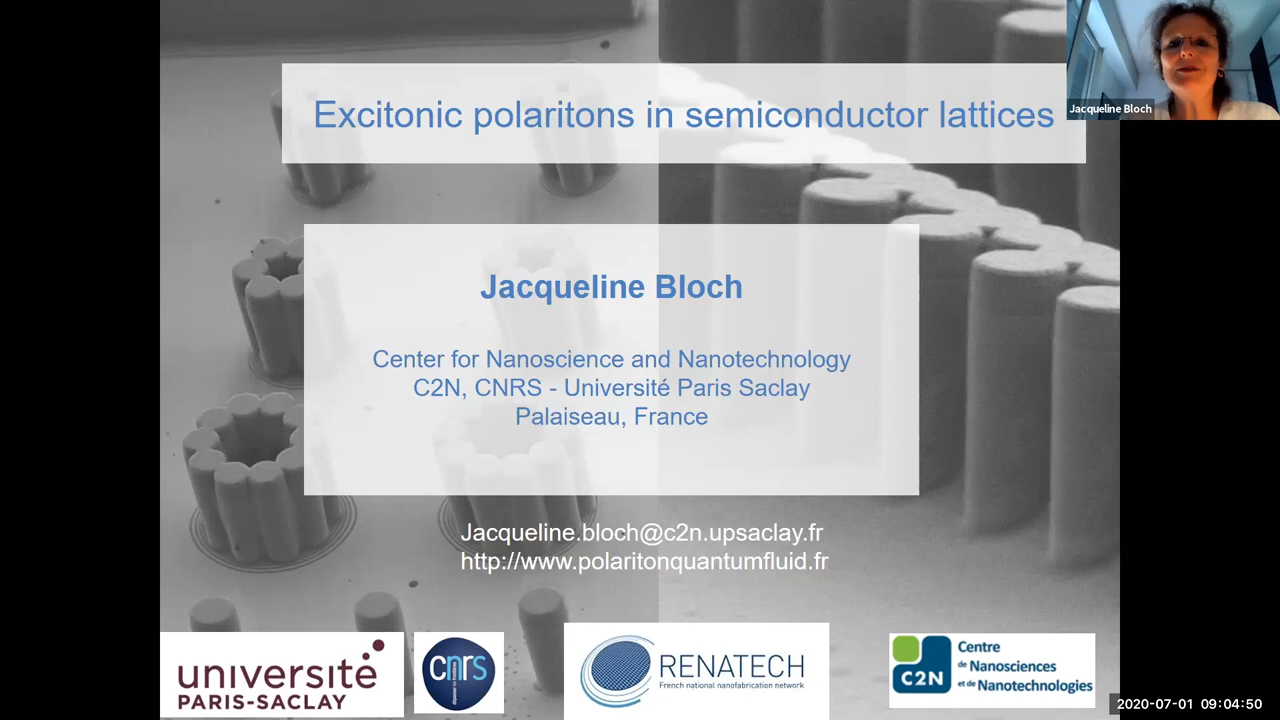 Excitonic polaritons in semiconductor lattices
Jacqueline Bloch
Jacqueline Bloch
Center for Nanoscience and Nanotechnology
C2N, CNRS - Université Paris Saclay
Palaiseau, France
Jacqueline.bloch@c2n.upsaclay.fr
http://www.polaritonquantumfluid.fr
université
PARIS-SACLAY
cnrs
RENATECH
French national nanofabrication network
C2N
Centre
de Nanosciences
et de Nanotechnologies
2020-07-01 09:04:50